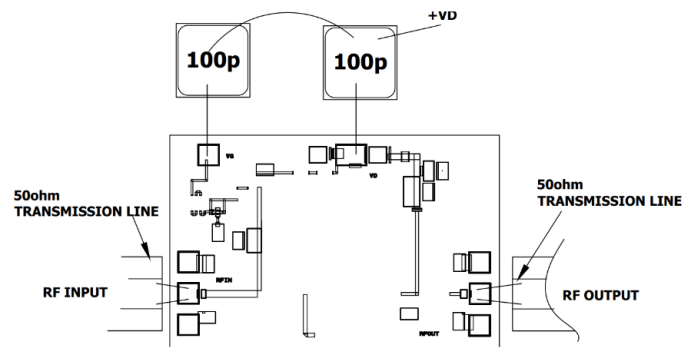 +VD
100p
100p
VG
VD
50ohm
TRANSMISSION LINE
50ohm
TRANSMISSION LINE
RFIN
RF INPUT
RF OUTPUT
RFOUT